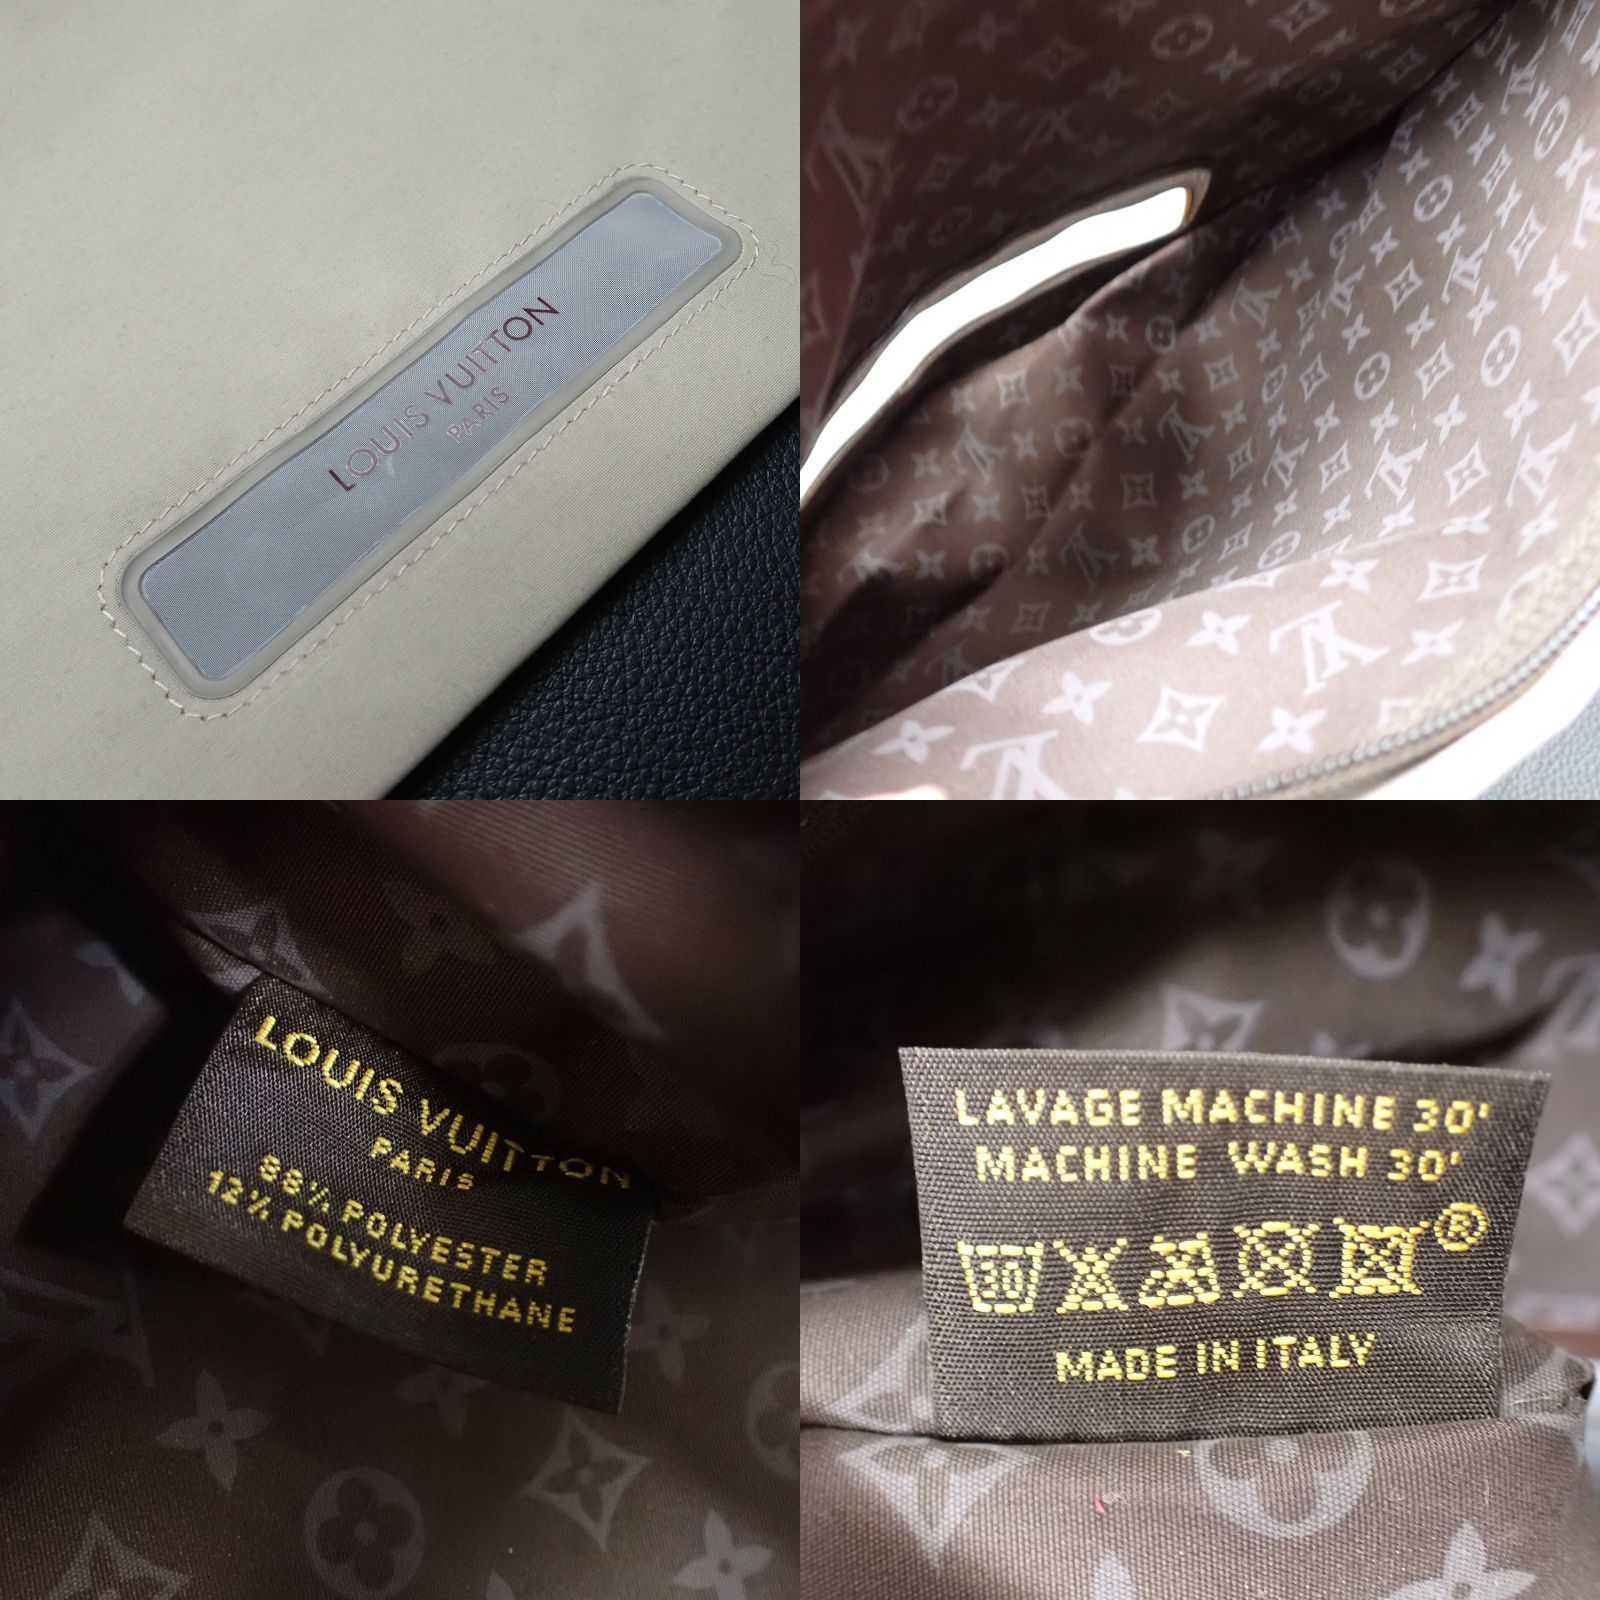 LOUIS VUITTON
PARIS
LOUIS VUITTON
PARIS
88% POLYESTER
12% POLYURETHANE
LAVAGE MACHINE 30'
MACHINE WASH 30'
30 ®
MADE IN ITALY